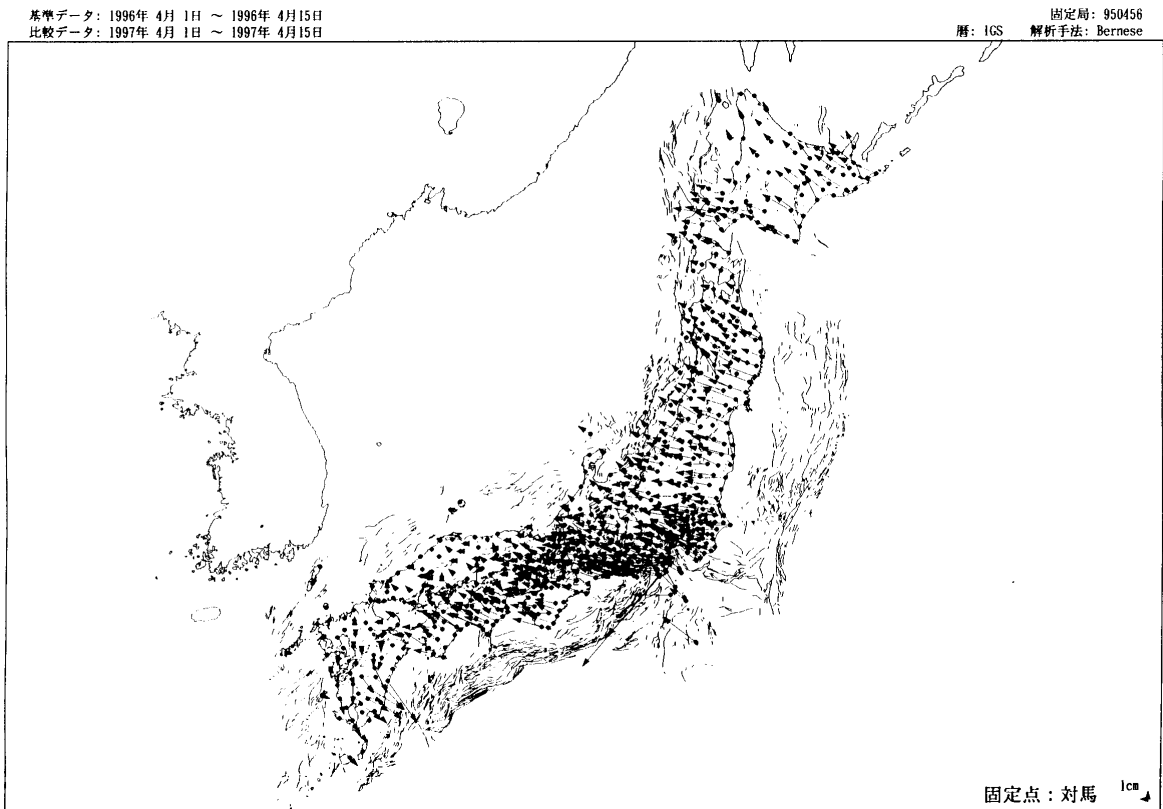 基準データ: 1996年 4月 1日 ～ 1996年 4月15日
比較データ: 1997年 4月 1日 ～ 1997年 4月15日
固定局: 950456
暦: IGS 解析手法: Bernese
固定点：対馬 1cm